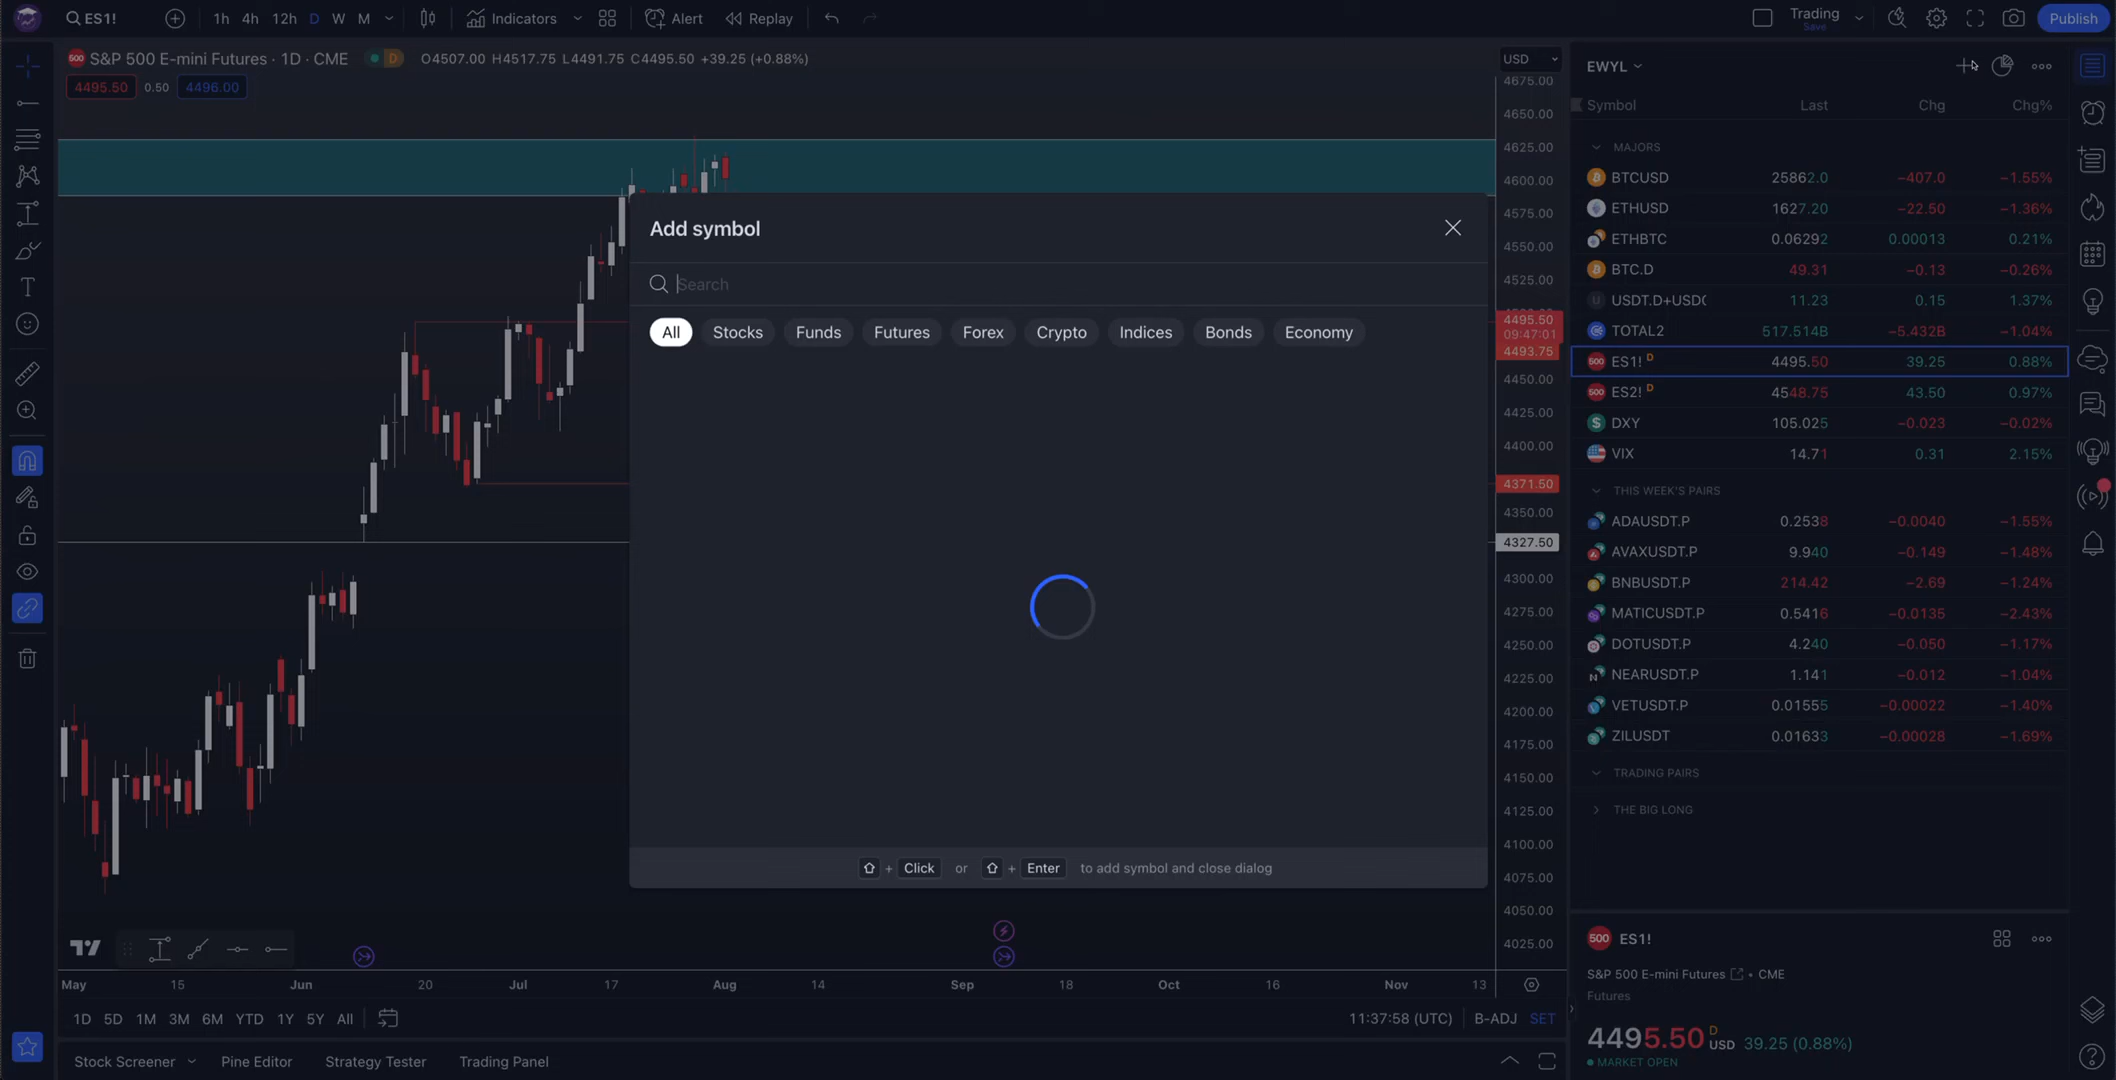 ES1!
1h 4h 12h D W M
Indicators
Alert
Replay
Trading
Save
Publish
500 S&P 500 E-mini Futures · 1D · CME D O4507.00 H4517.75 L4491.75 C4495.50 +39.25 (+0.88%)
4495.50 0.50 4496.00
USD
4675.00
4650.00
4625.00
4600.00
4575.00
4550.00
4525.00
4495.50
09:47:01
4493.75
4450.00
4425.00
4400.00
4371.50
4350.00
4327.50
4300.00
4275.00
4250.00
4225.00
4200.00
4175.00
4150.00
4125.00
4100.00
4075.00
4050.00
4025.00
Add symbol
Search
All Stocks Funds Futures Forex Crypto Indices Bonds Economy
+ Click or + Enter to add symbol and close dialog
May 15 Jun 20 Jul 17 Aug 14 Sep 18 Oct 16 Nov 13
1D 5D 1M 3M 6M YTD 1Y 5Y All
11:37:58 (UTC) B-ADJ SET
Stock Screener Pine Editor Strategy Tester Trading Panel
EWYL
Symbol Last Chg Chg%
MAJORS
BTCUSD 25862.0 −407.0 −1.55%
ETHUSD 1627.20 −22.50 −1.36%
ETHBTC 0.06292 0.00013 0.21%
BTC.D 49.31 −0.13 −0.26%
USDT.D+USD( 11.23 0.15 1.37%
TOTAL2 517.514B −5.432B −1.04%
500 ES1! D 4495.50 39.25 0.88%
500 ES2! D 4548.75 43.50 0.97%
DXY 105.025 −0.023 −0.02%
VIX 14.71 0.31 2.15%
THIS WEEK'S PAIRS
ADAUSDT.P 0.2538 −0.0040 −1.55%
AVAXUSDT.P 9.940 −0.149 −1.48%
BNBUSDT.P 214.42 −2.69 −1.24%
MATICUSDT.P 0.5416 −0.0135 −2.43%
DOTUSDT.P 4.240 −0.050 −1.17%
NEARUSDT.P 1.141 −0.012 −1.04%
VETUSDT.P 0.01555 −0.00022 −1.40%
ZILUSDT 0.01633 −0.00028 −1.69%
TRADING PAIRS
THE BIG LONG
500 ES1!
S&P 500 E-mini Futures • CME
Futures
4495.50 D USD 39.25 (0.88%)
MARKET OPEN